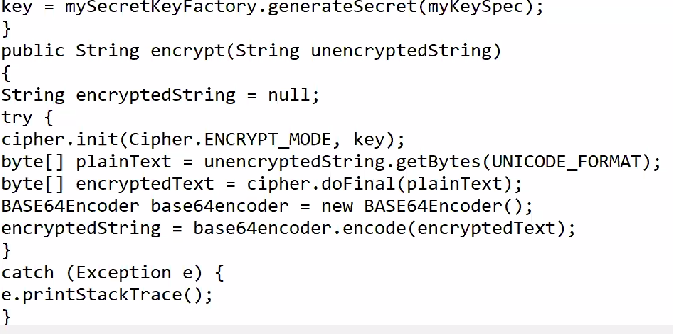 key = mySecretKeyFactory.generateSecret(myKeySpec);
}
public String encrypt(String unencryptedString)
{
String encryptedString = null;
try {
cipher.init(Cipher.ENCRYPT_MODE, key);
byte[] plainText = unencryptedString.getBytes(UNICODE_FORMAT);
byte[] encryptedText = cipher.doFinal(plainText);
BASE64Encoder base64encoder = new BASE64Encoder();
encryptedString = base64encoder.encode(encryptedText);
}
catch (Exception e) {
e.printStackTrace();
}